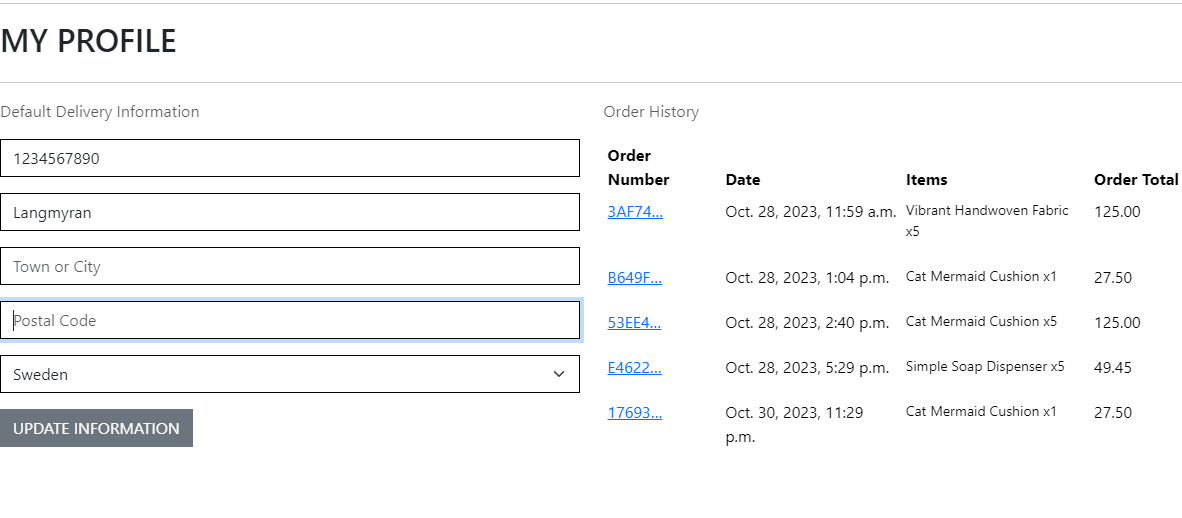 MY PROFILE
Default Delivery Information
1234567890
Langmyran
Town or City
Postal Code
Sweden
UPDATE INFORMATION
Order History
Order
Number Date Items Order Total
3AF74... Oct. 28, 2023, 11:59 a.m. Vibrant Handwoven Fabric 125.00
x5
B649F... Oct. 28, 2023, 1:04 p.m. Cat Mermaid Cushion x1 27.50
53EE4... Oct. 28, 2023, 2:40 p.m. Cat Mermaid Cushion x5 125.00
E4622... Oct. 28, 2023, 5:29 p.m. Simple Soap Dispenser x5 49.45
17693... Oct. 30, 2023, 11:29 Cat Mermaid Cushion x1 27.50
p.m.